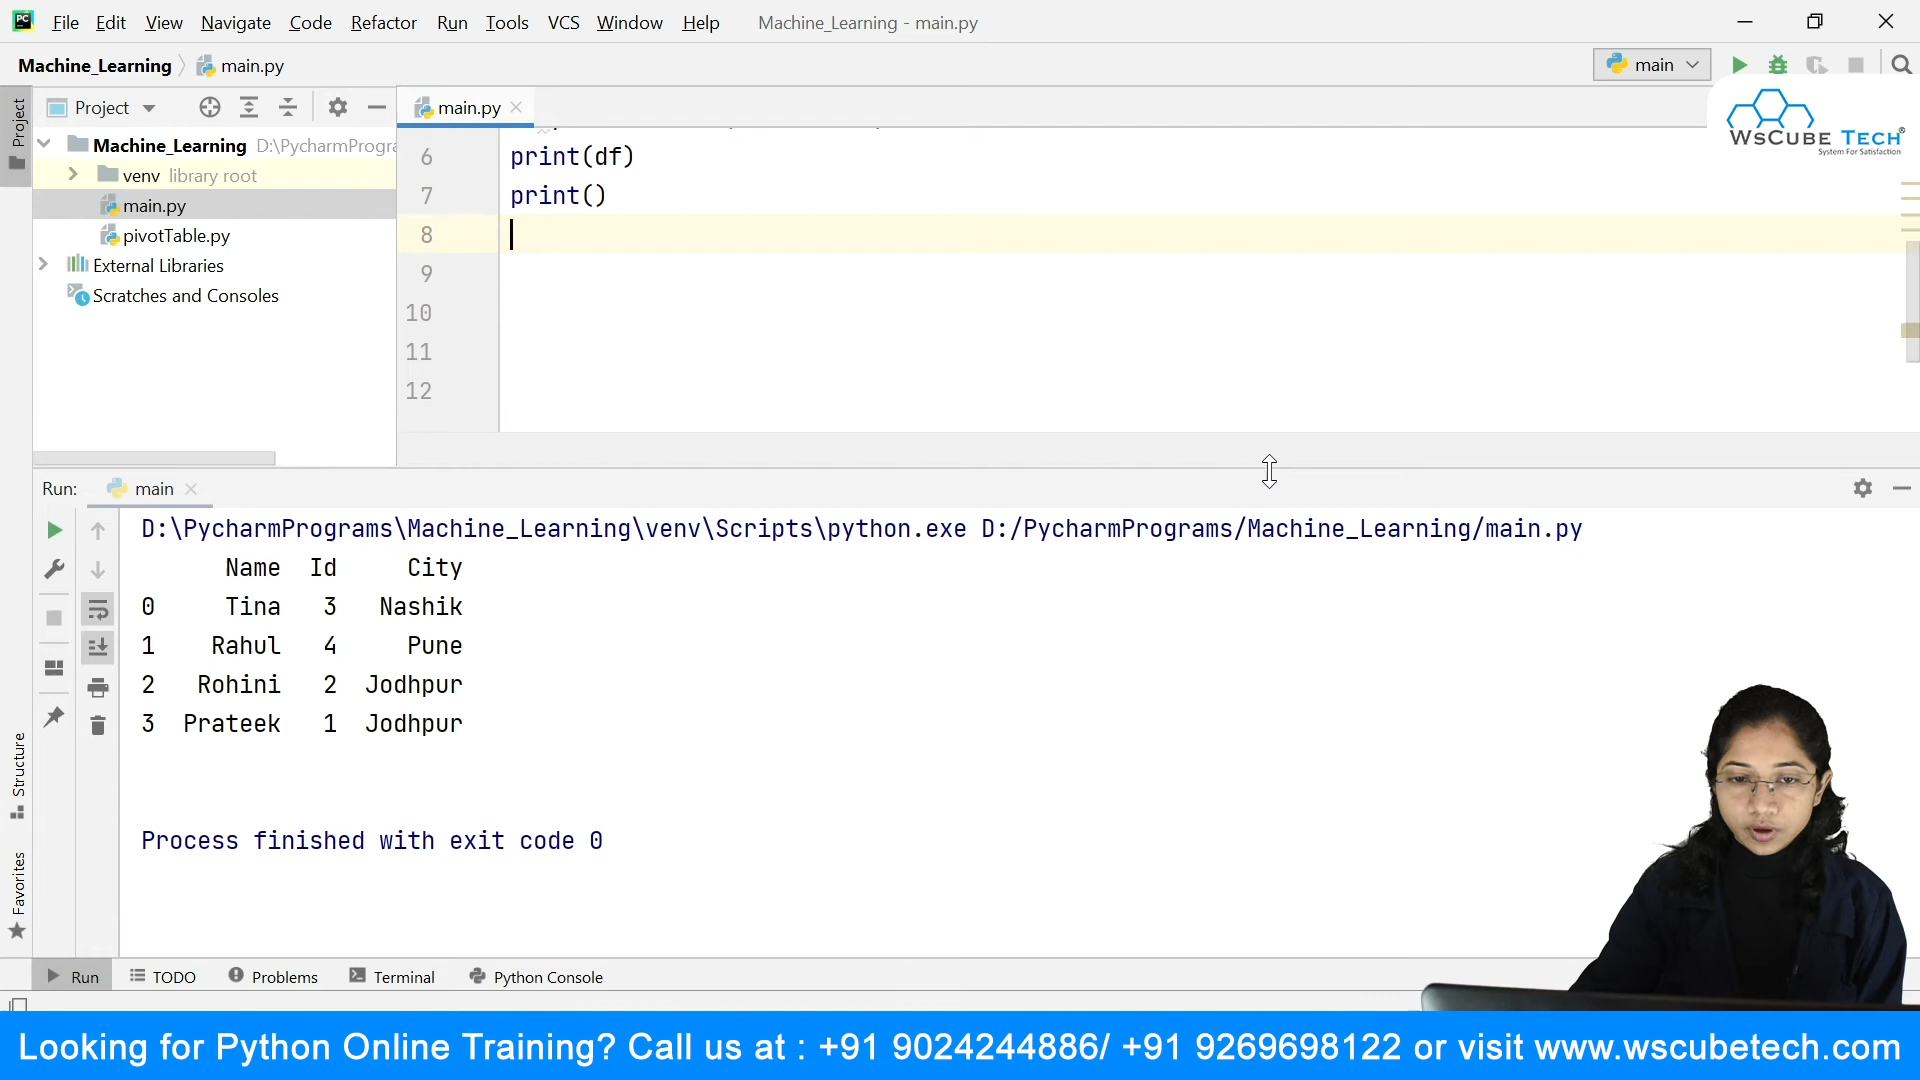 PC File Edit View Navigate Code Refactor Run Tools VCS Window Help Machine_Learning - main.py
Machine_Learning main.py main
Project main.py
WsCube Tech®
System For Satisfaction
Project
Machine_Learning D:\PycharmProgra
venv library root
main.py
pivotTable.py
External Libraries
Scratches and Consoles
6 print(df)
7 print()
8
9
10
11
12
Run: main
D:\PycharmPrograms\Machine_Learning\venv\Scripts\python.exe D:/PycharmPrograms/Machine_Learning/main.py
Name Id City
0 Tina 3 Nashik
1 Rahul 4 Pune
2 Rohini 2 Jodhpur
3 Prateek 1 Jodhpur
Process finished with exit code 0
Structure
Favorites
Run TODO Problems Terminal Python Console
Looking for Python Online Training? Call us at : +91 9024244886/ +91 9269698122 or visit www.wscubetech.com